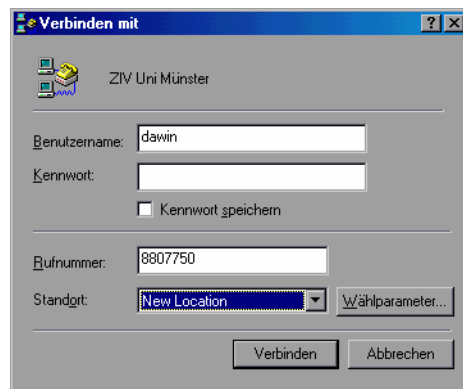 Verbinden mit
ZIV Uni Münster
Benutzername: dawin
Kennwort:
Kennwort speichern
Rufnummer: 8807750
Standort: New Location Wählparameter...
Verbinden Abbrechen